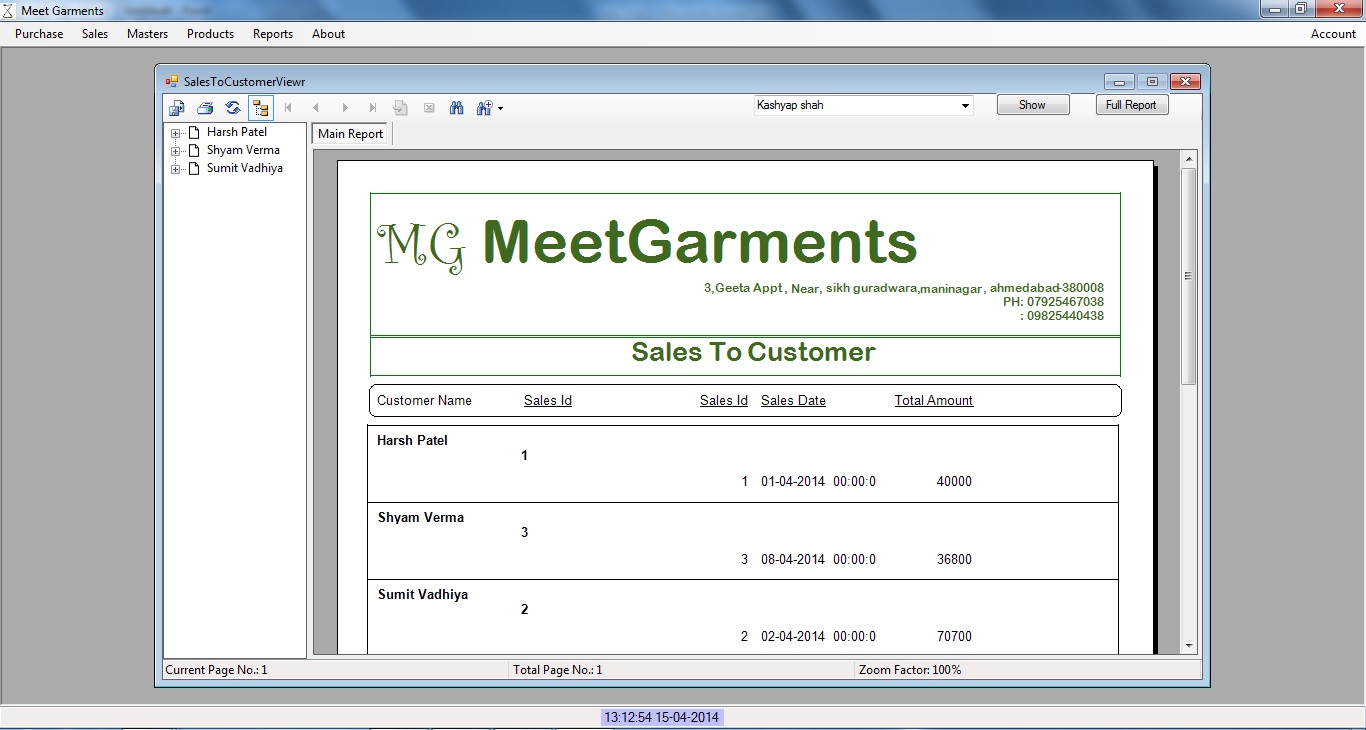 Meet Garments
Purchase Sales Masters Products Reports About Account
SalesToCustomerViewr
Kashyap shah Show Full Report
Harsh Patel
Shyam Verma
Sumit Vadhiya
Main Report
MG MeetGarments
3,Geeta Appt , Near, sikh guradwara,maninagar, ahmedabad-380008
PH: 07925467038
: 09825440438
Sales To Customer
Customer Name Sales Id Sales Id Sales Date Total Amount
Harsh Patel
1
1 01-04-2014 00:00:0 40000
Shyam Verma
3
3 08-04-2014 00:00:0 36800
Sumit Vadhiya
2
2 02-04-2014 00:00:0 70700
Current Page No.: 1 Total Page No.: 1 Zoom Factor: 100%
13:12:54 15-04-2014